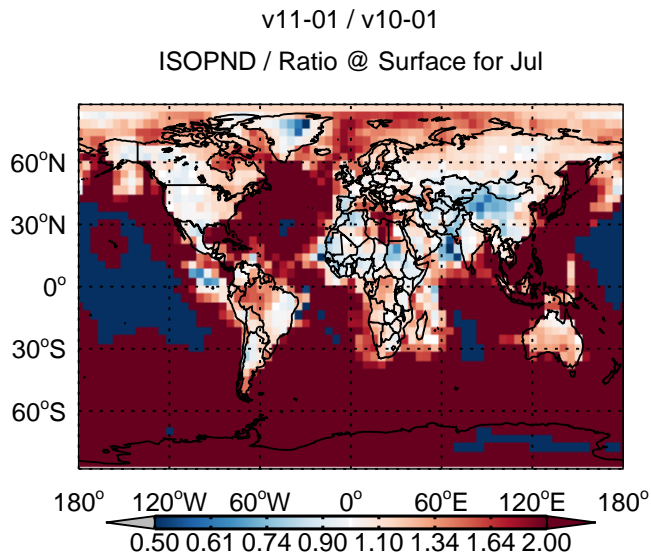 v11-01 / v10-01
ISOPND / Ratio @ Surface for Jul
60°N
30°N
0°
30°S
60°S
180° 120°W 60°W 0° 60°E 120°E 180°
0.50 0.61 0.74 0.90 1.10 1.34 1.64 2.00